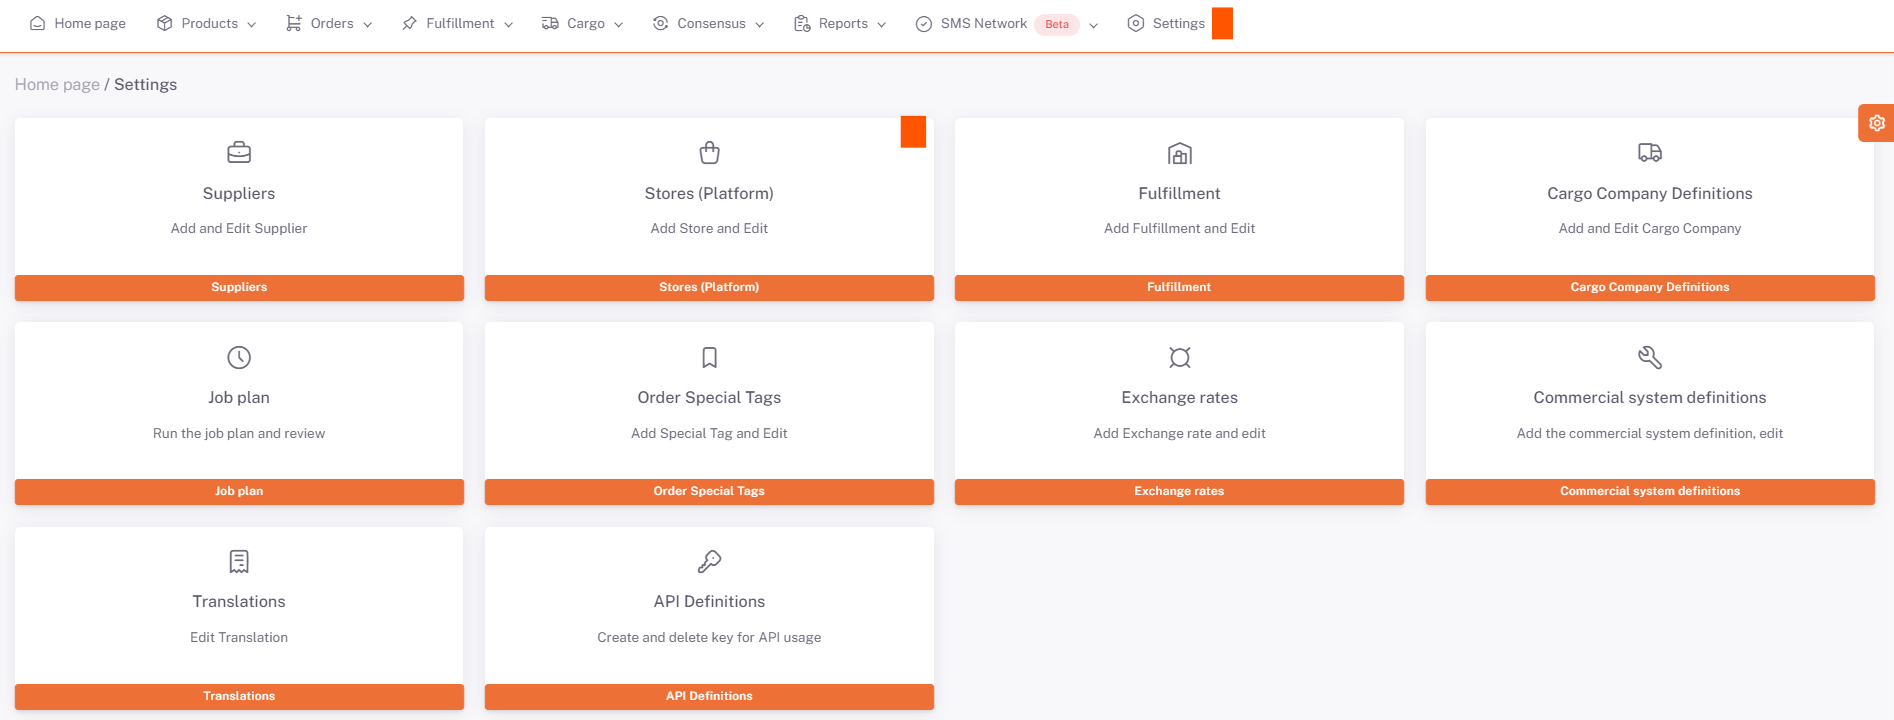 Home page Products Orders Fulfillment Cargo Consensus Reports SMS Network Beta Settings
Home page / Settings
Suppliers
Add and Edit Supplier
Suppliers
Stores (Platform)
Add Store and Edit
Stores (Platform)
Fulfillment
Add Fulfillment and Edit
Fulfillment
Cargo Company Definitions
Add and Edit Cargo Company
Cargo Company Definitions
Job plan
Run the job plan and review
Job plan
Order Special Tags
Add Special Tag and Edit
Order Special Tags
Exchange rates
Add Exchange rate and edit
Exchange rates
Commercial system definitions
Add the commercial system definition, edit
Commercial system definitions
Translations
Edit Translation
Translations
API Definitions
Create and delete key for API usage
API Definitions